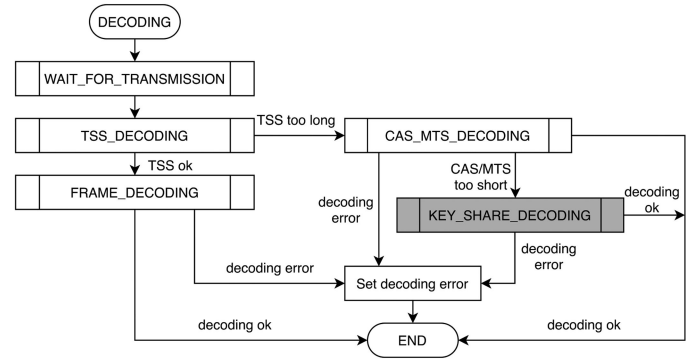 DECODING
WAIT_FOR_TRANSMISSION
TSS_DECODING
TSS too long
CAS_MTS_DECODING
TSS ok
FRAME_DECODING
CAS/MTS
too short
decoding
error
KEY_SHARE_DECODING
decoding
ok
decoding
error
decoding error
Set decoding error
decoding ok
END
decoding ok